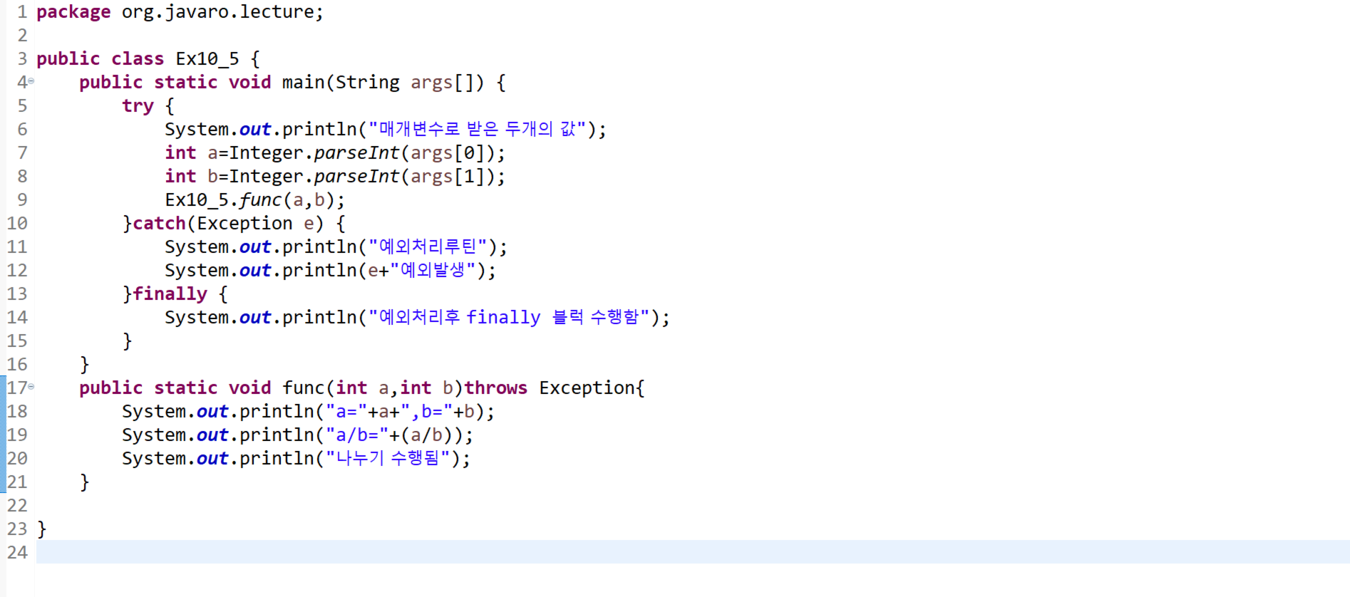 1 package org.javaro.lecture;
2
3 public class Ex10_5 {
4 public static void main(String args[]) {
5 try {
6 System.out.println("매개변수로 받은 두개의 값");
7 int a=Integer.parseInt(args[0]);
8 int b=Integer.parseInt(args[1]);
9 Ex10_5.func(a,b);
10 }catch(Exception e) {
11 System.out.println("예외처리루틴");
12 System.out.println(e+"예외발생");
13 }finally {
14 System.out.println("예외처리후 finally 블럭 수행함");
15 }
16 }
17 public static void func(int a,int b)throws Exception{
18 System.out.println("a="+a+",b="+b);
19 System.out.println("a/b="+(a/b));
20 System.out.println("나누기 수행됨");
21 }
22
23 }
24